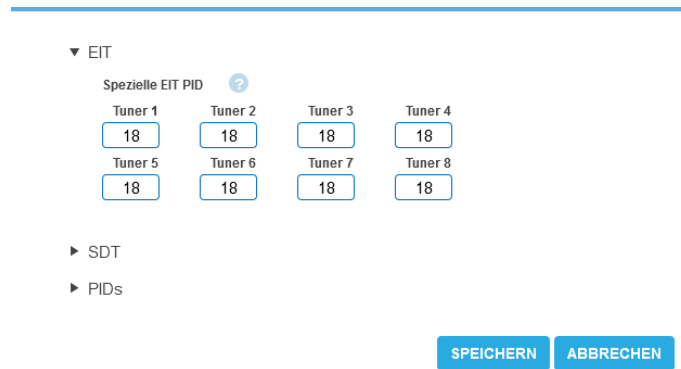 EIT
Spezielle EIT PID ?
Tuner 1 Tuner 2 Tuner 3 Tuner 4
18 18 18 18
Tuner 5 Tuner 6 Tuner 7 Tuner 8
18 18 18 18
SDT
PIDs
SPEICHERN ABBRECHEN